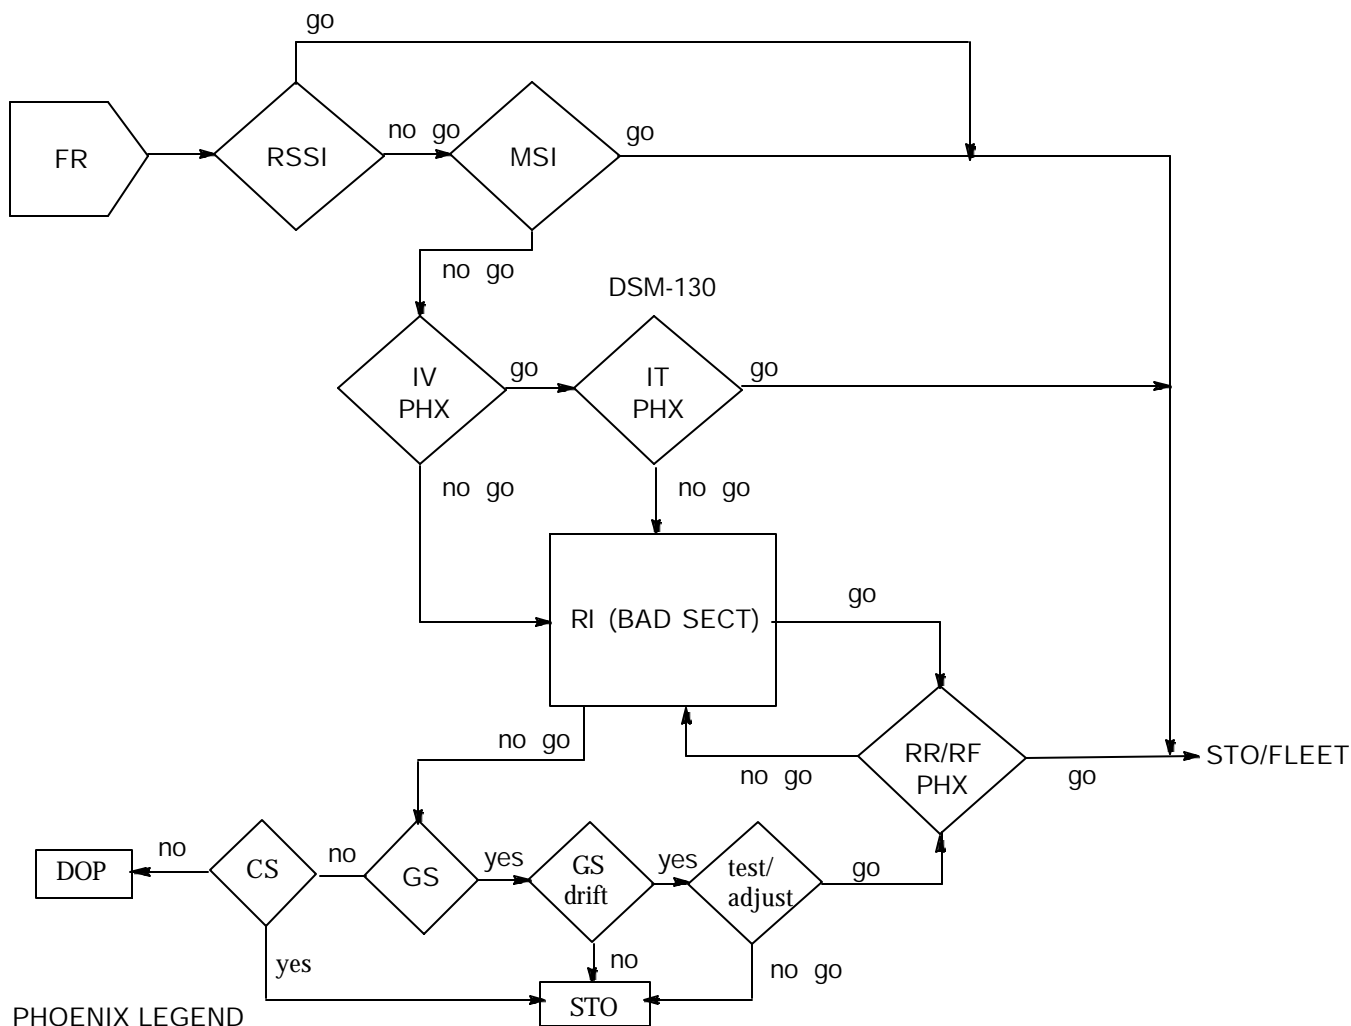 go
FR
RSSI
no go
MSI
go
no go
DSM-130
IV
PHX
go
IT
PHX
go
no go
no go
RI (BAD SECT)
go
no go
RR/RF
PHX
no go
go
STO/FLEET
DOP
no
CS
no
GS
yes
GS
drift
yes
test/
adjust
go
yes
no
no go
STO
PHOENIX LEGEND